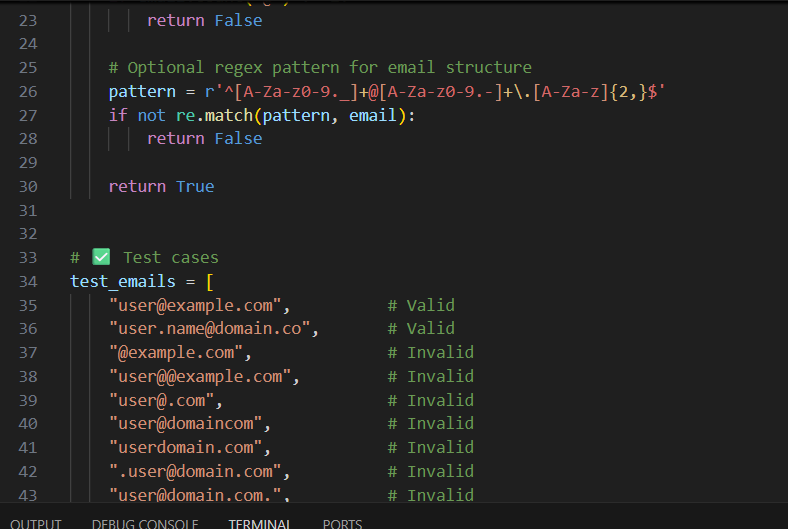 23 return False
24
25 # Optional regex pattern for email structure
26 pattern = r'^[A-Za-z0-9._]+@[A-Za-z0-9.-]+\.[A-Za-z]{2,}$'
27 if not re.match(pattern, email):
28 return False
29
30 return True
31
32
33 # ✅ Test cases
34 test_emails = [
35 "user@example.com", # Valid
36 "user.name@domain.co", # Valid
37 "@example.com", # Invalid
38 "user@@example.com", # Invalid
39 "user@.com", # Invalid
40 "user@domaincom", # Invalid
41 "userdomain.com", # Invalid
42 ".user@domain.com", # Invalid
43 "user@domain.com.", # Invalid
OUTPUT DEBUG CONSOLE TERMINAL PORTS